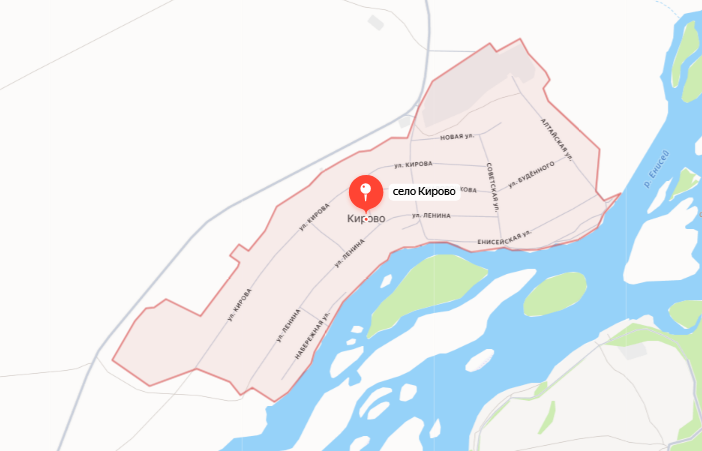 АЛТАЙСКАЯ ул.
НОВАЯ ул.
ул. КИРОВА
СОВЕТСКАЯ ул.
ул. БУДЁННОГО
р. Енисей
село Кирово
ул. КИРОВА
Кирово
ул. ЛЕНИНА
ЕНИСЕЙСКАЯ ул.
ул. ЛЕНИНА
ул. КИРОВА
ул. ЛЕНИНА
НАБЕРЕЖНАЯ ул.